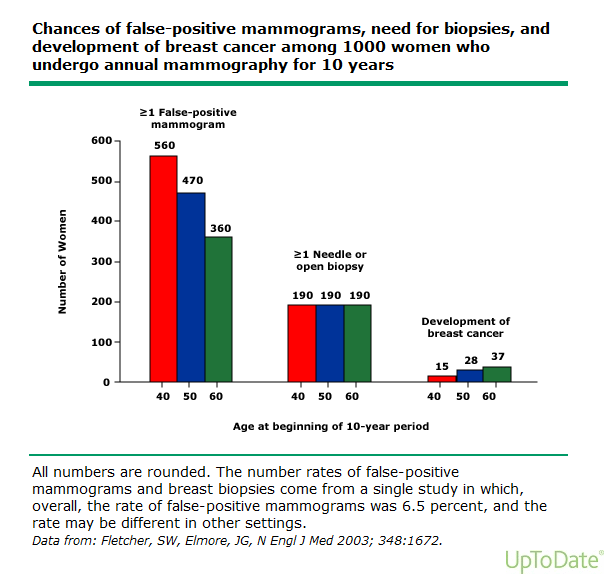 Chances of false-positive mammograms, need for biopsies, and
development of breast cancer among 1000 women who
undergo annual mammography for 10 years
≥1 False-positive
mammogram
600
500
400
300
200
100
0
Number of Women
560
470
360
≥1 Needle or
open biopsy
190 190 190
Development of
breast cancer
15 28 37
40 50 60
40 50 60
40 50 60
Age at beginning of 10-year period
All numbers are rounded. The number rates of false-positive
mammograms and breast biopsies come from a single study in which,
overall, the rate of false-positive mammograms was 6.5 percent, and the
rate may be different in other settings.
Data from: Fletcher, SW, Elmore, JG, N Engl J Med 2003; 348:1672.
UpToDate®